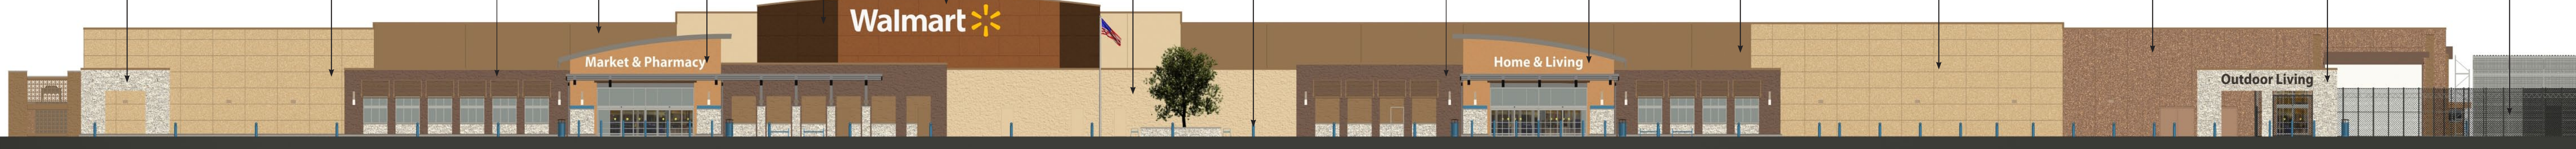 Walmart
Market & Pharmacy
Home & Living
Outdoor Living